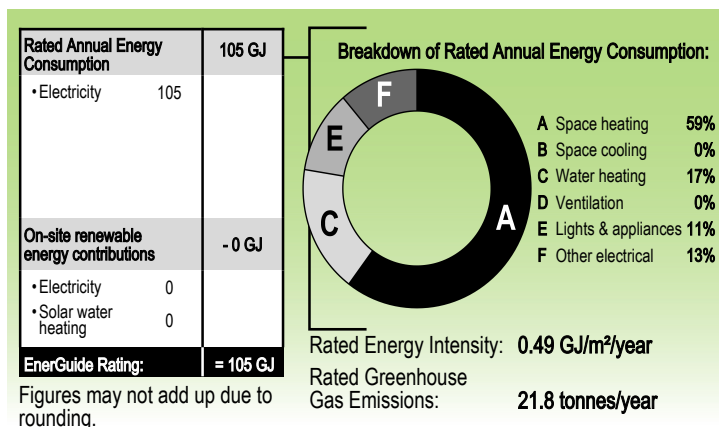 Rated Annual Energy Consumption 105 GJ
• Electricity 105
On-site renewable energy contributions - 0 GJ
• Electricity 0
• Solar water heating 0
EnerGuide Rating: = 105 GJ
Figures may not add up due to
rounding.
Breakdown of Rated Annual Energy Consumption:
F
E
C
A
A Space heating 59%
B Space cooling 0%
C Water heating 17%
D Ventilation 0%
E Lights & appliances 11%
F Other electrical 13%
Rated Energy Intensity: 0.49 GJ/m²/year
Rated Greenhouse
Gas Emissions: 21.8 tonnes/year